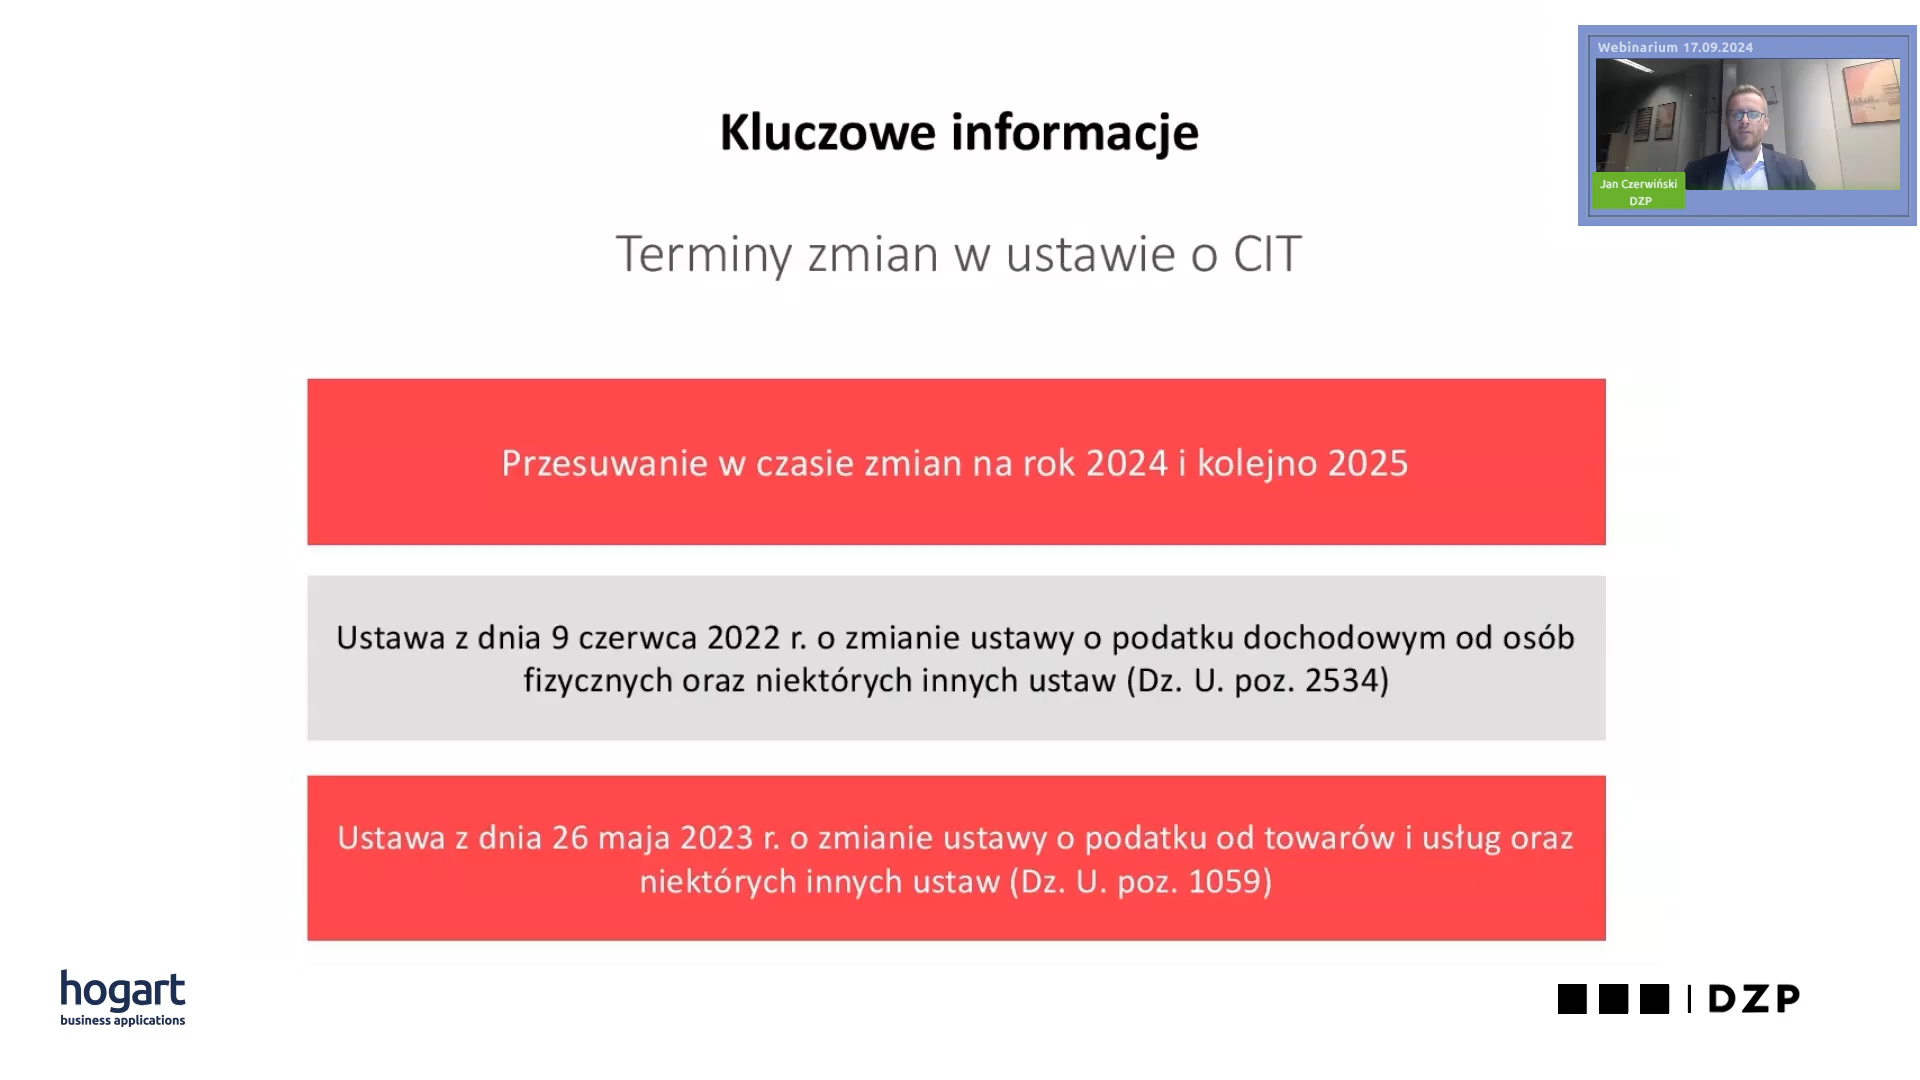 Webinarium 17.09.2024
Jan Czerwiński
DZP
Kluczowe informacje
Terminy zmian w ustawie o CIT
Przesuwanie w czasie zmian na rok 2024 i kolejno 2025
Ustawa z dnia 9 czerwca 2022 r. o zmianie ustawy o podatku dochodowym od osób
fizycznych oraz niektórych innych ustaw (Dz. U. poz. 2534)
Ustawa z dnia 26 maja 2023 r. o zmianie ustawy o podatku od towarów i usług oraz
niektórych innych ustaw (Dz. U. poz. 1059)
hogart
business applications
DZP